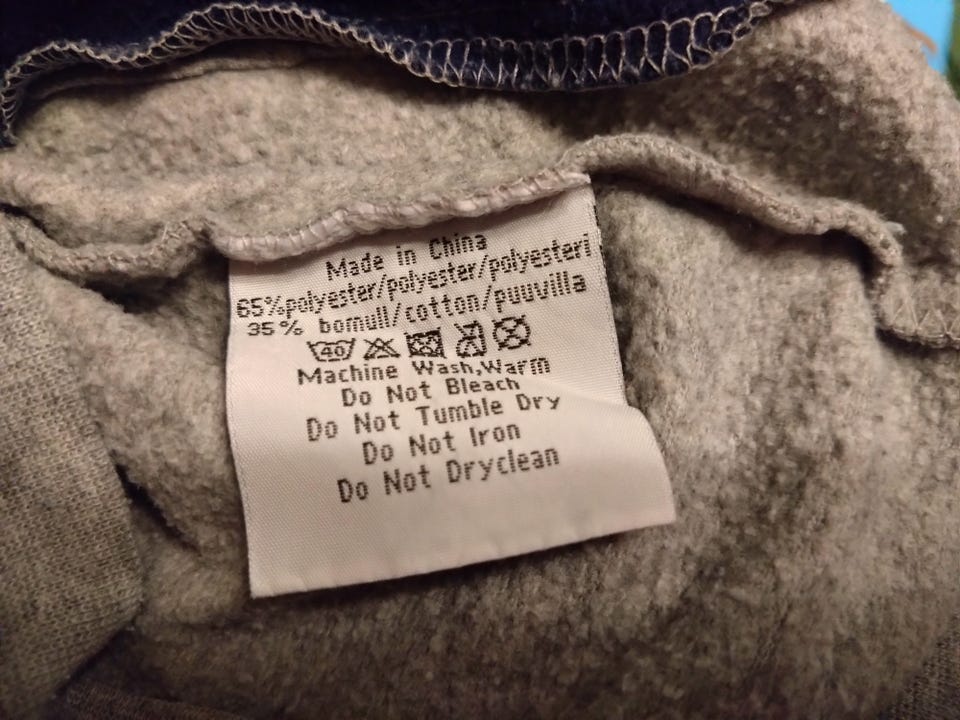 Made in China
65%polyester/polyester/polyesteri
35% bomull/cotton/puuvilla
40
Machine Wash,Warm
Do Not Bleach
Do Not Tumble Dry
Do Not Iron
Do Not Dryclean